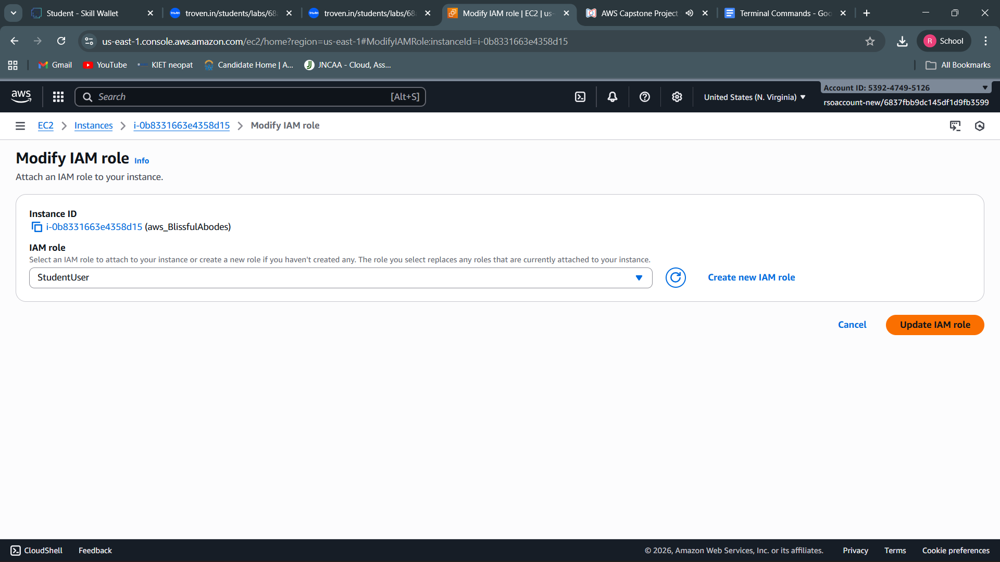 Student - Skill Wallet
troven.in/students/labs/68
troven.in/students/labs/68
Modify IAM role | EC2 | us-
AWS Capstone Project
Terminal Commands - Goo
us-east-1.console.aws.amazon.com/ec2/home?region=us-east-1#ModifyIAMRole:instanceId=i-0b8331663e4358d15
R School
Gmail
YouTube
KIET neopat
Candidate Home | A...
JNCAA - Cloud, Ass...
All Bookmarks
aws
Search
[Alt+S]
United States (N. Virginia)
Account ID: 5392-4749-5126
rsoaccount-new/6837fbb9dc145df1d9fb3599
EC2 > Instances > i-0b8331663e4358d15 > Modify IAM role
Modify IAM role Info
Attach an IAM role to your instance.
Instance ID
i-0b8331663e4358d15 (aws_BlissfulAbodes)
IAM role
Select an IAM role to attach to your instance or create a new role if you haven't created any. The role you select replaces any roles that are currently attached to your instance.
StudentUser
Create new IAM role
Cancel
Update IAM role
CloudShell
Feedback
© 2026, Amazon Web Services, Inc. or its affiliates.
Privacy
Terms
Cookie preferences